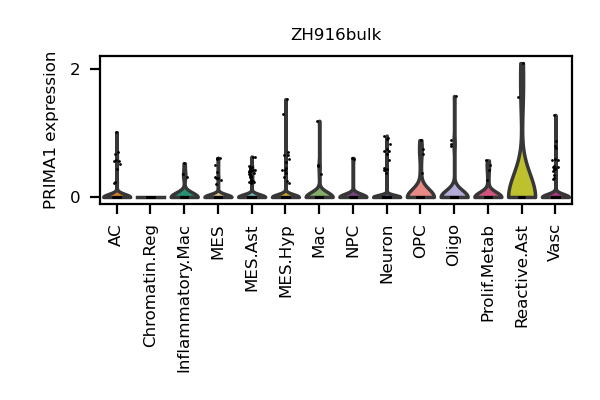 ZH916bulk
PRIMA1 expression
2
0
AC
Chromatin.Reg
Inflammatory.Mac
MES
MES.Ast
MES.Hyp
Mac
NPC
Neuron
OPC
Oligo
Prolif.Metab
Reactive.Ast
Vasc